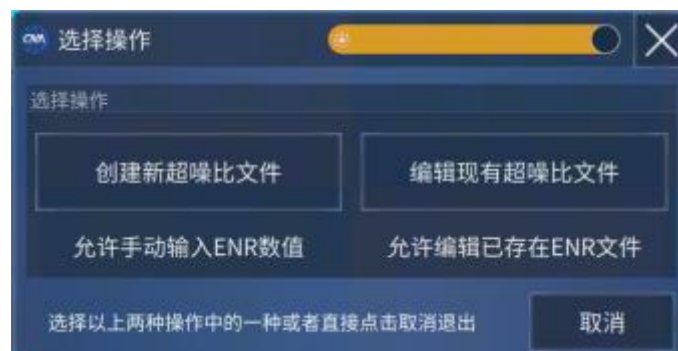 CNA 选择操作
选择操作
创建新超噪比文件 编辑现有超噪比文件
允许手动输入ENR数值 允许编辑已存在ENR文件
选择以上两种操作中的一种或者直接点击取消退出 取消